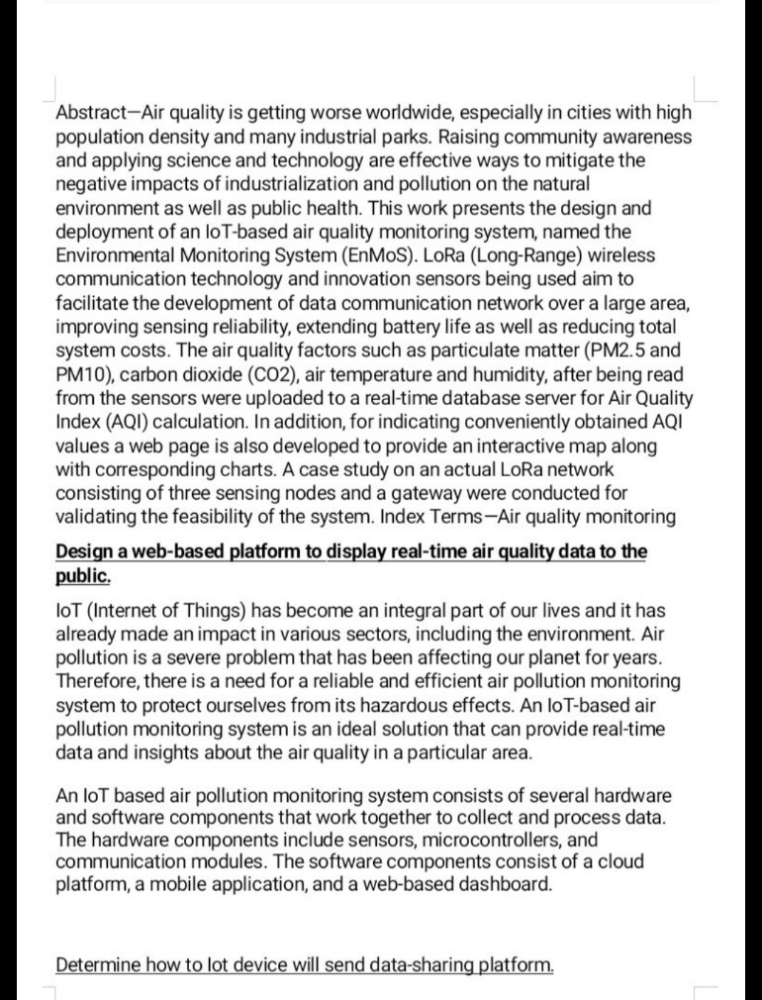 Abstract—Air quality is getting worse worldwide, especially in cities with high
population density and many industrial parks. Raising community awareness
and applying science and technology are effective ways to mitigate the
negative impacts of industrialization and pollution on the natural
environment as well as public health. This work presents the design and
deployment of an IoT-based air quality monitoring system, named the
Environmental Monitoring System (EnMoS). LoRa (Long-Range) wireless
communication technology and innovation sensors being used aim to
facilitate the development of data communication network over a large area,
improving sensing reliability, extending battery life as well as reducing total
system costs. The air quality factors such as particulate matter (PM2.5 and
PM10), carbon dioxide (CO2), air temperature and humidity, after being read
from the sensors were uploaded to a real-time database server for Air Quality
Index (AQI) calculation. In addition, for indicating conveniently obtained AQI
values a web page is also developed to provide an interactive map along
with corresponding charts. A case study on an actual LoRa network
consisting of three sensing nodes and a gateway were conducted for
validating the feasibility of the system. Index Terms—Air quality monitoring
Design a web-based platform to display real-time air quality data to the
public.
IoT (Internet of Things) has become an integral part of our lives and it has
already made an impact in various sectors, including the environment. Air
pollution is a severe problem that has been affecting our planet for years.
Therefore, there is a need for a reliable and efficient air pollution monitoring
system to protect ourselves from its hazardous effects. An IoT-based air
pollution monitoring system is an ideal solution that can provide real-time
data and insights about the air quality in a particular area.
An IoT based air pollution monitoring system consists of several hardware
and software components that work together to collect and process data.
The hardware components include sensors, microcontrollers, and
communication modules. The software components consist of a cloud
platform, a mobile application, and a web-based dashboard.
Determine how to Iot device will send data-sharing platform.